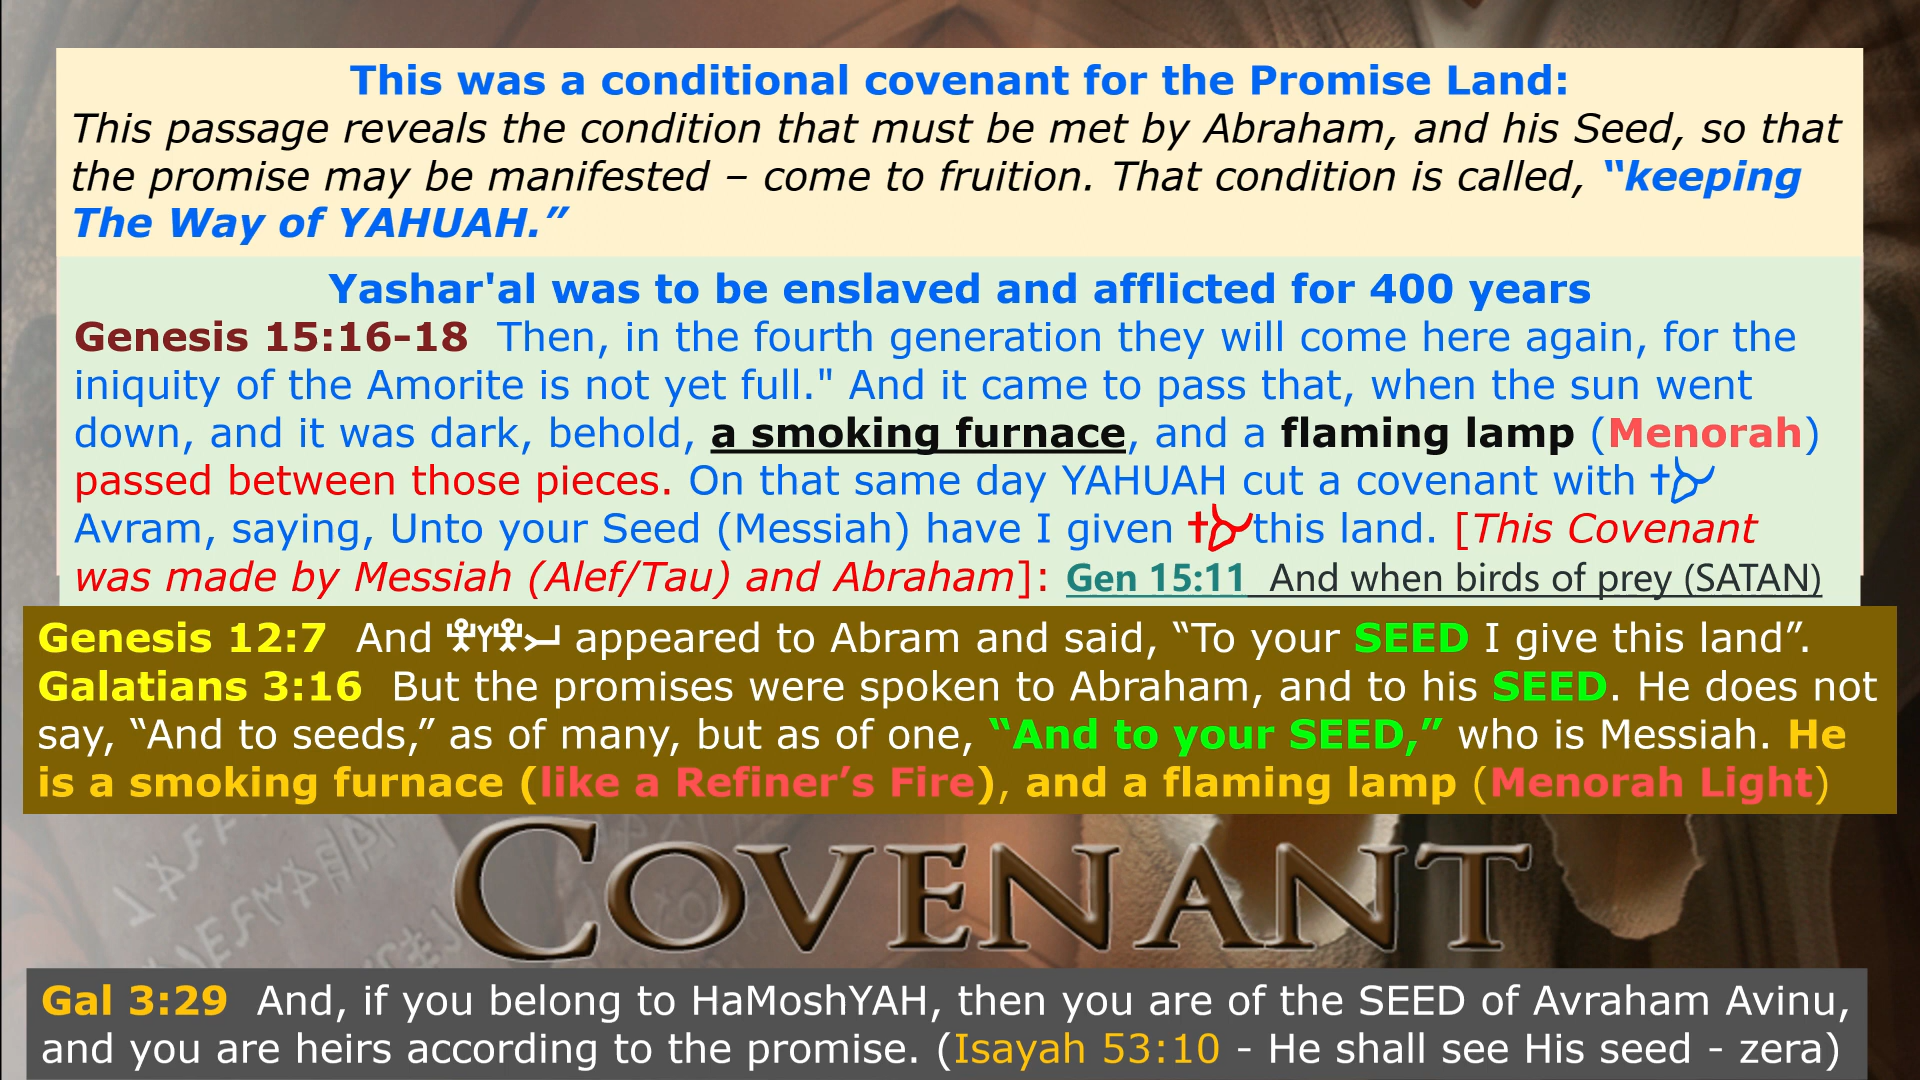 This was a conditional covenant for the Promise Land:
This passage reveals the condition that must be met by Abraham, and his Seed, so that
the promise may be manifested – come to fruition. That condition is called, “keeping
The Way of YAHUAH.”
Yashar'al was to be enslaved and afflicted for 400 years
Genesis 15:16-18 Then, in the fourth generation they will come here again, for the
iniquity of the Amorite is not yet full." And it came to pass that, when the sun went
down, and it was dark, behold, a smoking furnace, and a flaming lamp (Menorah)
passed between those pieces. On that same day YAHUAH cut a covenant with
Avram, saying, Unto your Seed (Messiah) have I given this land. [This Covenant
was made by Messiah (Alef/Tau) and Abraham]: Gen 15:11 And when birds of prey (SATAN)
Genesis 12:7 And appeared to Abram and said, “To your SEED I give this land”.
Galatians 3:16 But the promises were spoken to Abraham, and to his SEED. He does not
say, “And to seeds,” as of many, but as of one, “And to your SEED,” who is Messiah. He
is a smoking furnace (like a Refiner’s Fire), and a flaming lamp (Menorah Light)
COVENANT
Gal 3:29 And, if you belong to HaMoshYAH, then you are of the SEED of Avraham Avinu,
and you are heirs according to the promise. (Isayah 53:10 - He shall see His seed - zera)